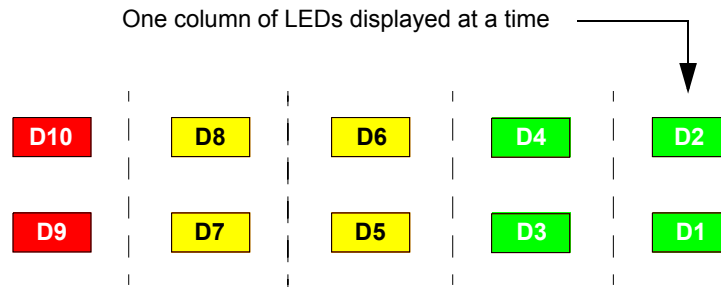 One column of LEDs displayed at a time
D10 D8 D6 D4 D2
D9 D7 D5 D3 D1